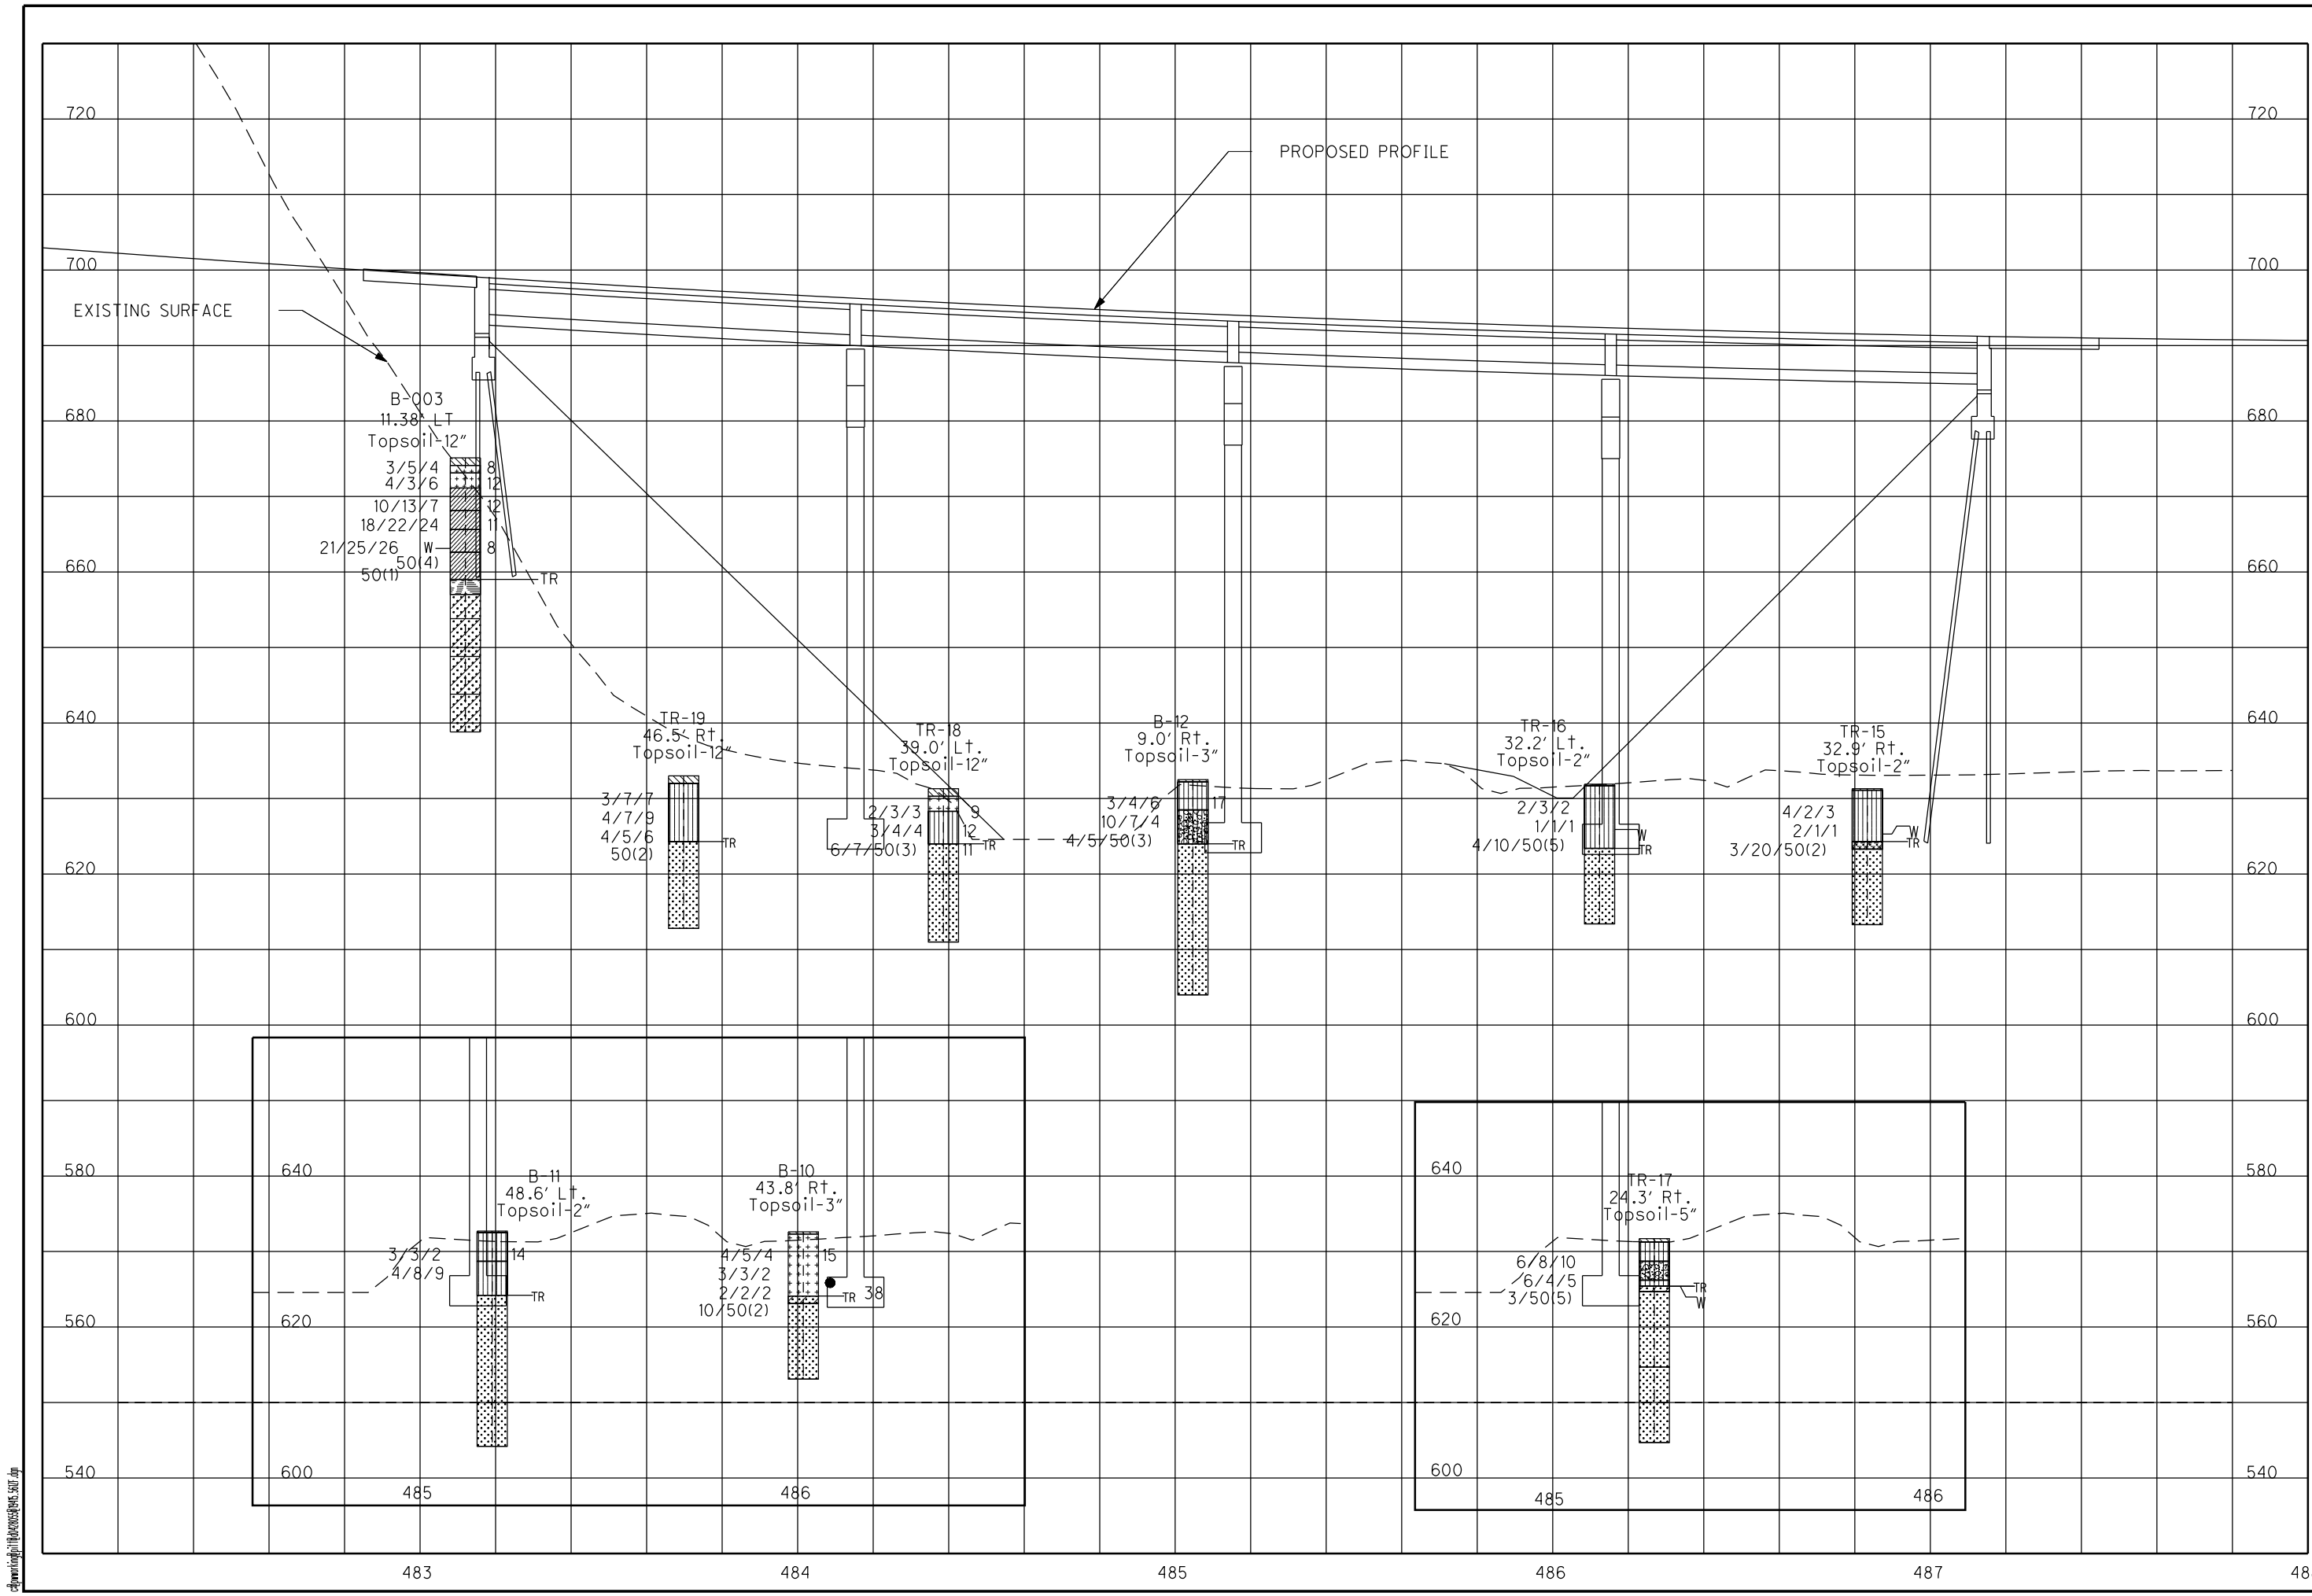 720
720
PROPOSED PROFILE
700
700
EXISTING SURFACE
B-003
11.38' LT
Topsoil-12"
680
680
3/5/4 8
4/3/6 12
10/13/7 12
18/22/24 11
21/25/26 W 8
50(4)
50(1)
TR
660
660
640
640
TR-19
46.5' Rt.
Topsoil-12"
3/7/7
4/7/9
4/5/6
50(2)
TR
TR-18
39.0' Lt.
Topsoil-12"
2/3/3 9
3/4/4 12
6/7/50(3) 11 TR
B-12
9.0' Rt.
Topsoil-3"
3/4/6 17
10/7/4
4/5/50(3) TR
TR-16
32.2' Lt.
Topsoil-2"
2/3/2
1/1/1 W
4/10/50(5) TR
TR-15
32.9' Rt.
Topsoil-2"
4/2/3
2/1/1 W
TR
3/20/50(2)
620
620
600
600
580
580
640
B-11
48.6' Lt.
Topsoil-2"
3/3/2 14
4/8/9
TR
B-10
43.8' Rt.
Topsoil-3"
4/5/4 15
3/3/2
2/2/2 TR 38
10/50(2)
640
TR-17
24.3' Rt.
Topsoil-5"
6/8/10
6/4/5 TR
3/50(5) W
560
620
620
560
540
600
600
540
485
486
485
486
483
484
485
486
487
48